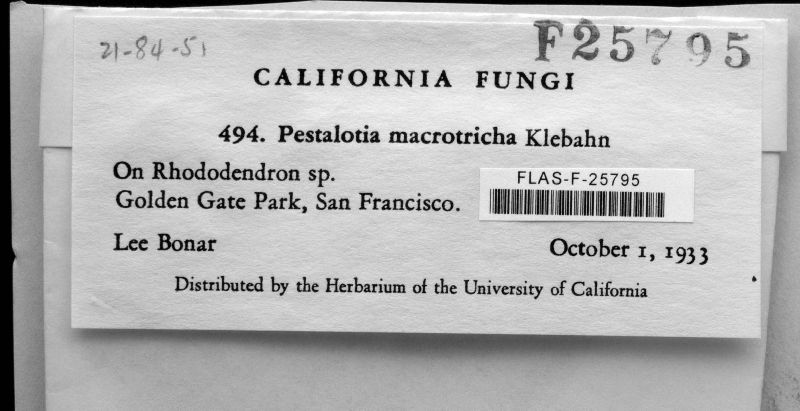 21-84-51
F25795
CALIFORNIA FUNGI
494. Pestalotia macrotricha Klebahn
On Rhododendron sp.
Golden Gate Park, San Francisco.
FLAS-F-25795
Lee Bonar
October 1, 1933
Distributed by the Herbarium of the University of California